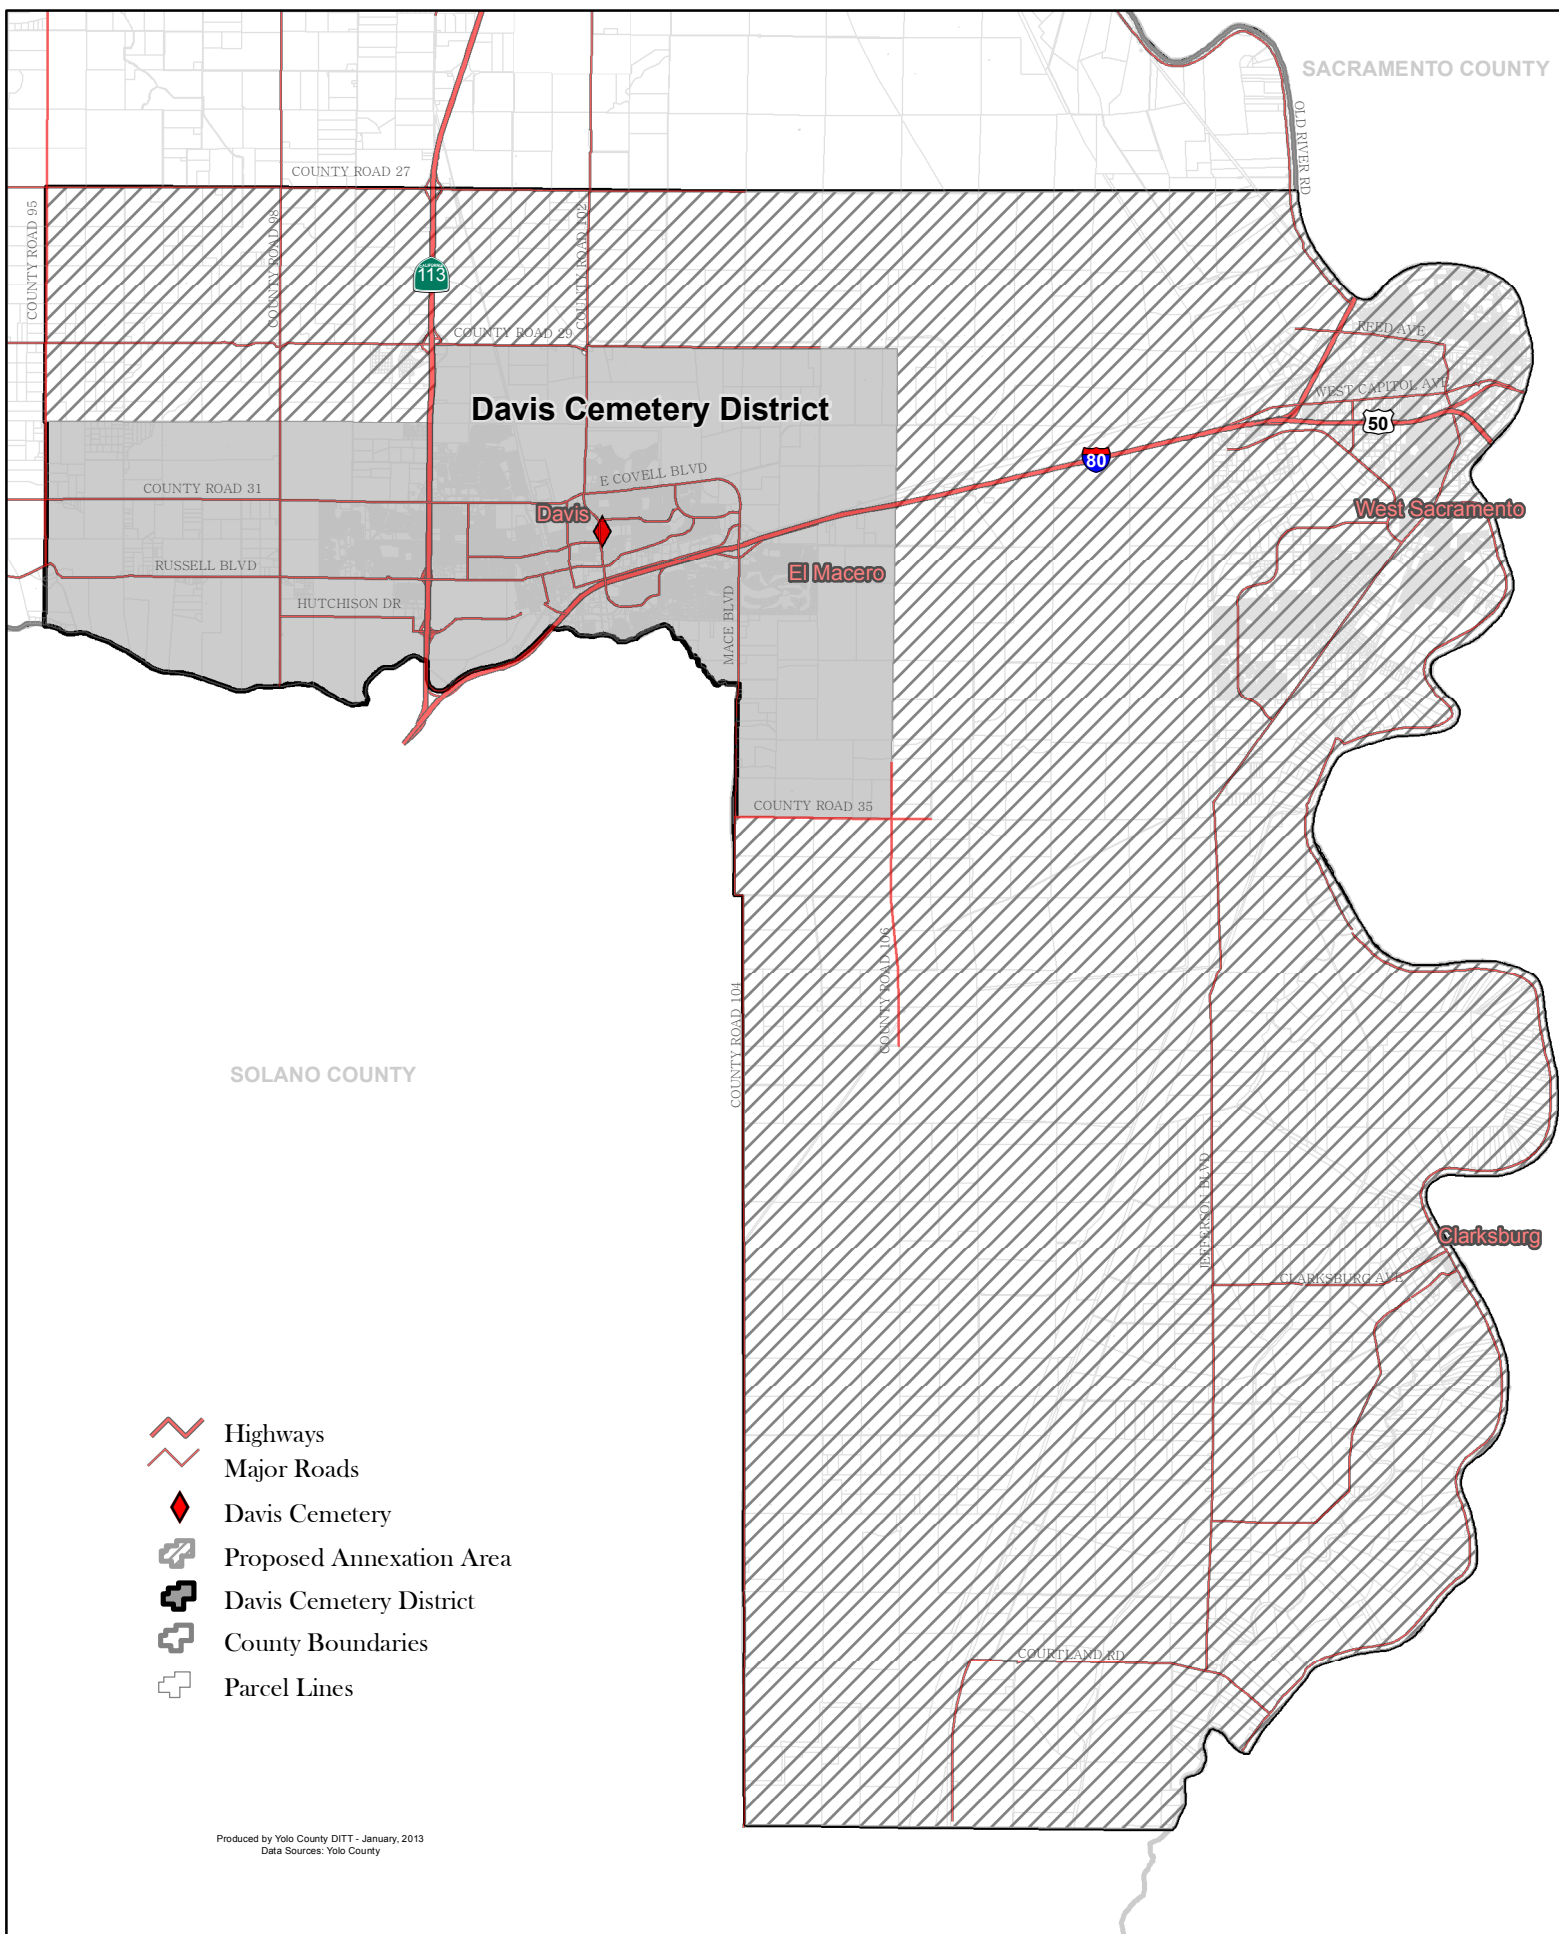 SACRAMENTO COUNTY
OLD RIVER RD
COUNTY ROAD 27
COUNTY ROAD 95
COUNTY ROAD 98
COUNTY ROAD 102
CALIFORNIA
113
COUNTY ROAD 29
REED AVE
WEST CAPITOL AVE
50
Davis Cemetery District
80
E COVELL BLVD
COUNTY ROAD 31
Davis
West Sacramento
RUSSELL BLVD
El Macero
HUTCHISON DR
MACE BLVD
COUNTY ROAD 35
COUNTY ROAD 106
COUNTY ROAD 104
SOLANO COUNTY
JEFFERSON BLVD
Clarksburg
CLARKSBURG AVE
Highways
Major Roads
Davis Cemetery
Proposed Annexation Area
Davis Cemetery District
County Boundaries
Parcel Lines
COURTLAND RD
Produced by Yolo County DITT - January, 2013
Data Sources: Yolo County